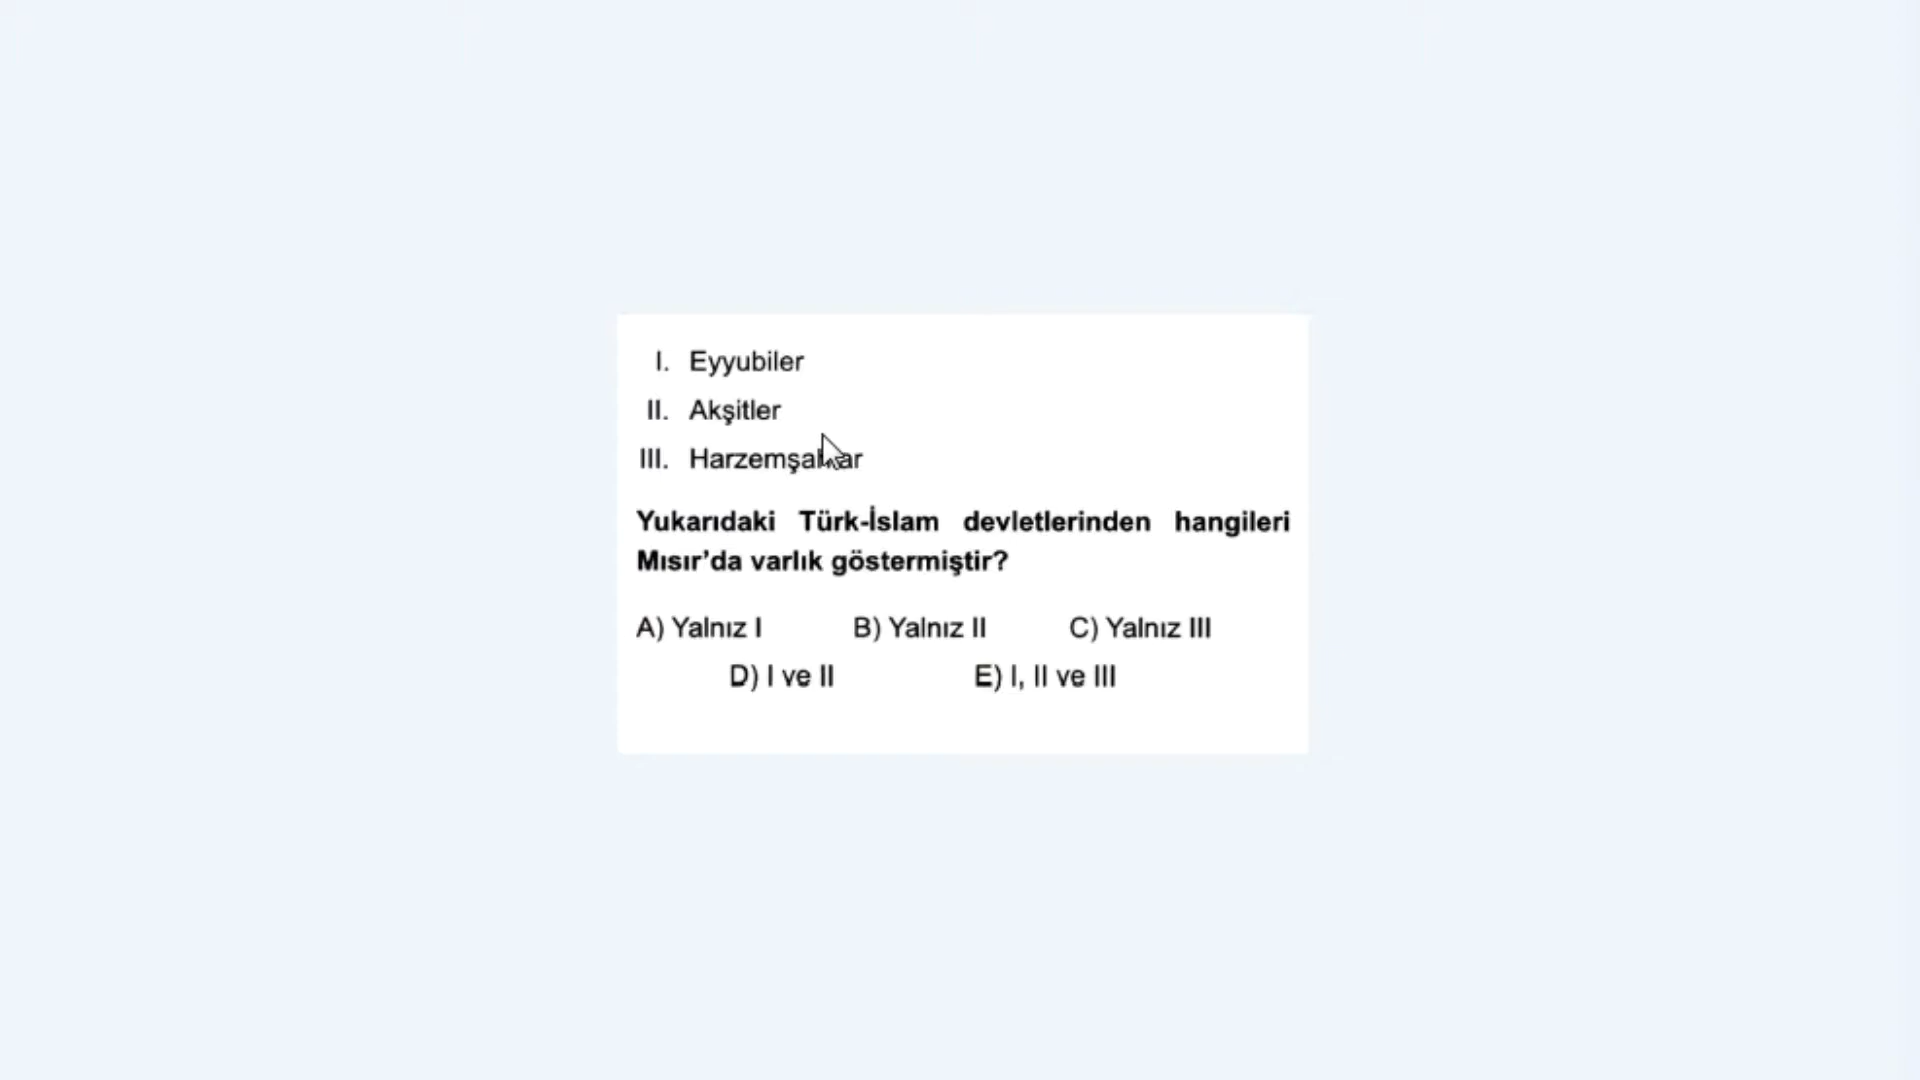 I. Eyyubiler
II. Akşitler
III.
Yukarıdaki Türk-İslam devletlerinden hangileri
Mısır’da varlık göstermiştir?
A) Yalnız I B) Yalnız II C) Yalnız III
D) I ve II E) I, II ve III